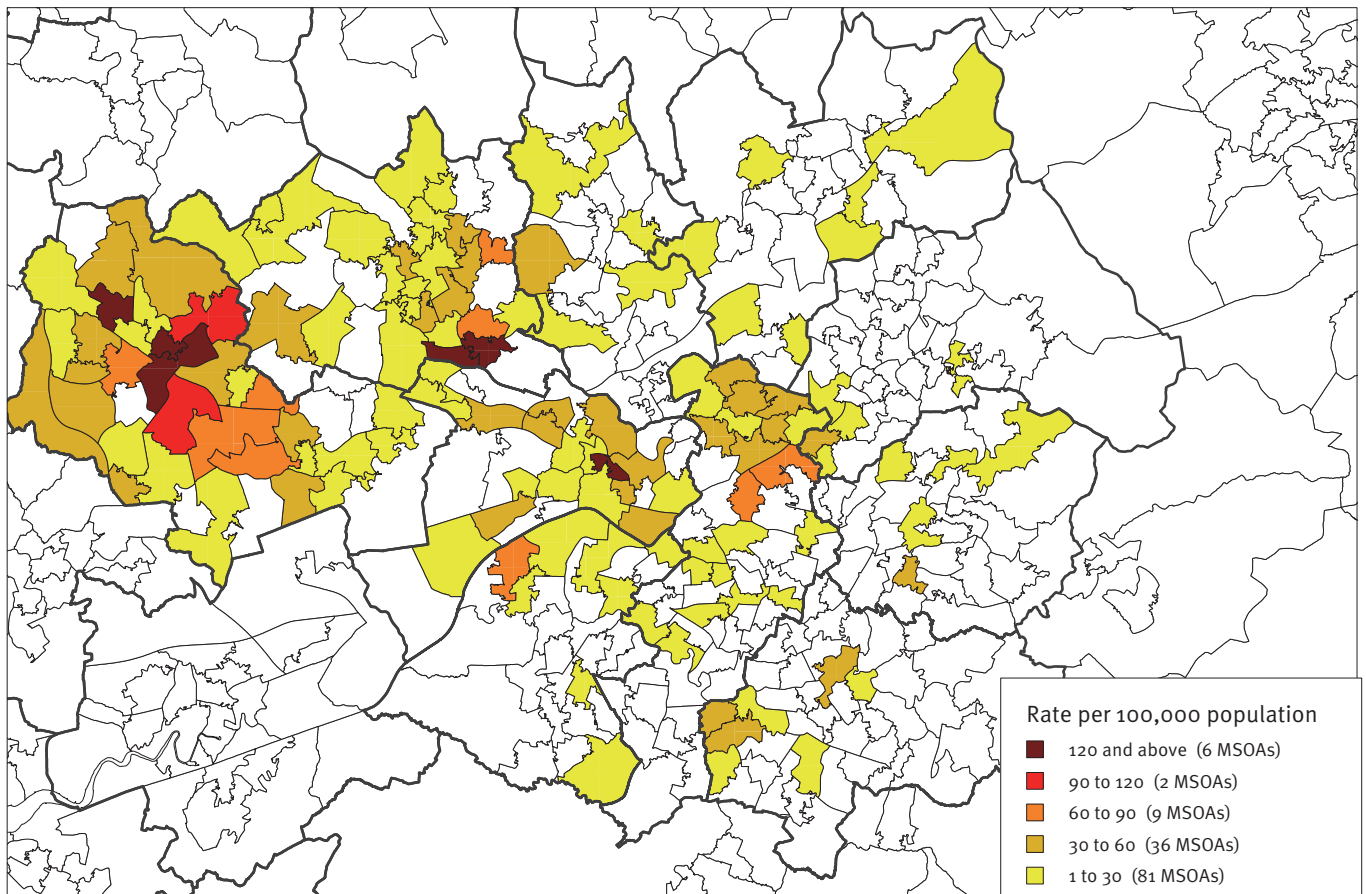 Rate per 100,000 population
120 and above (6 MSOAs)
90 to 120 (2 MSOAs)
60 to 90 (9 MSOAs)
30 to 60 (36 MSOAs)
1 to 30 (81 MSOAs)